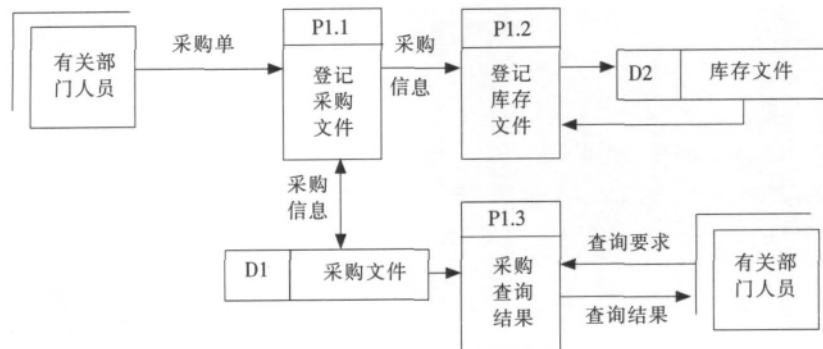 有关部
门人员
采购单
P1.1
登记
采购
文件
采购
信息
P1.2
登记
库存
文件
D2
库存文件
采购
信息
D1
采购文件
P1.3
采购
查询
结果
查询要求
查询结果
有关部
门人员